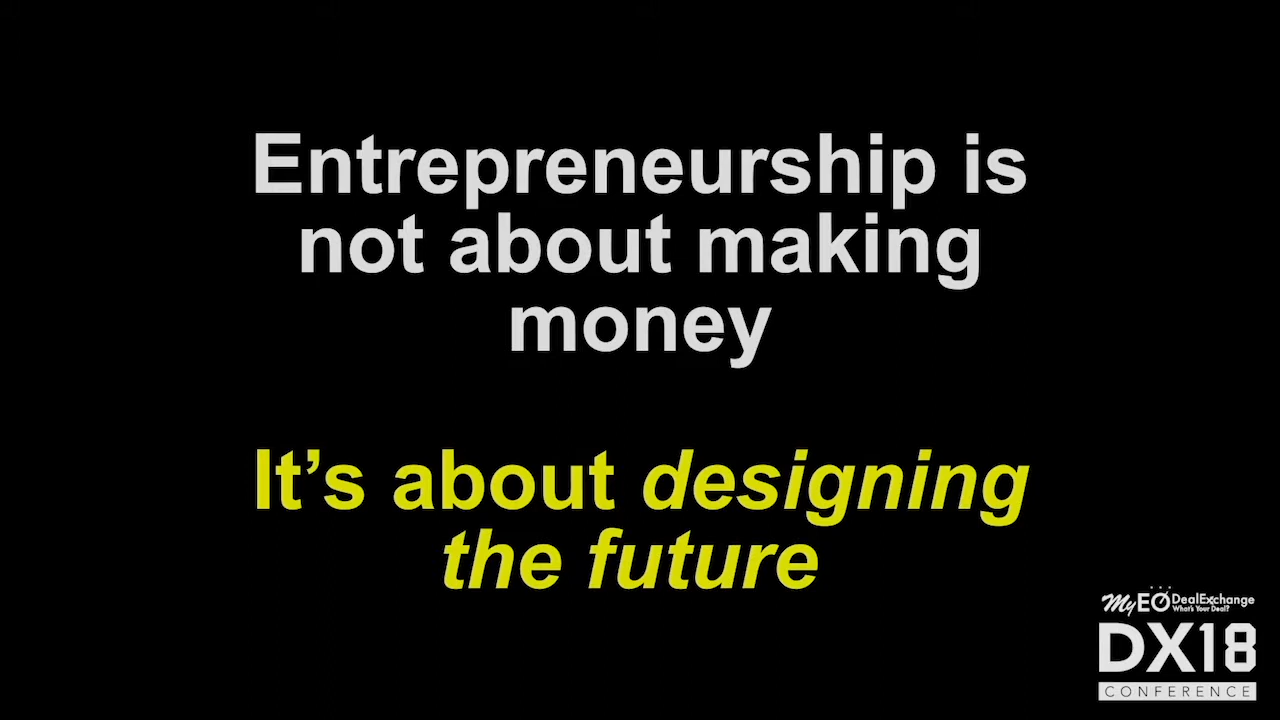 Entrepreneurship is
not about making
money
It’s about designing
the future
MyEO DealExchange
What's Your Deal?
DX18
CONFERENCE